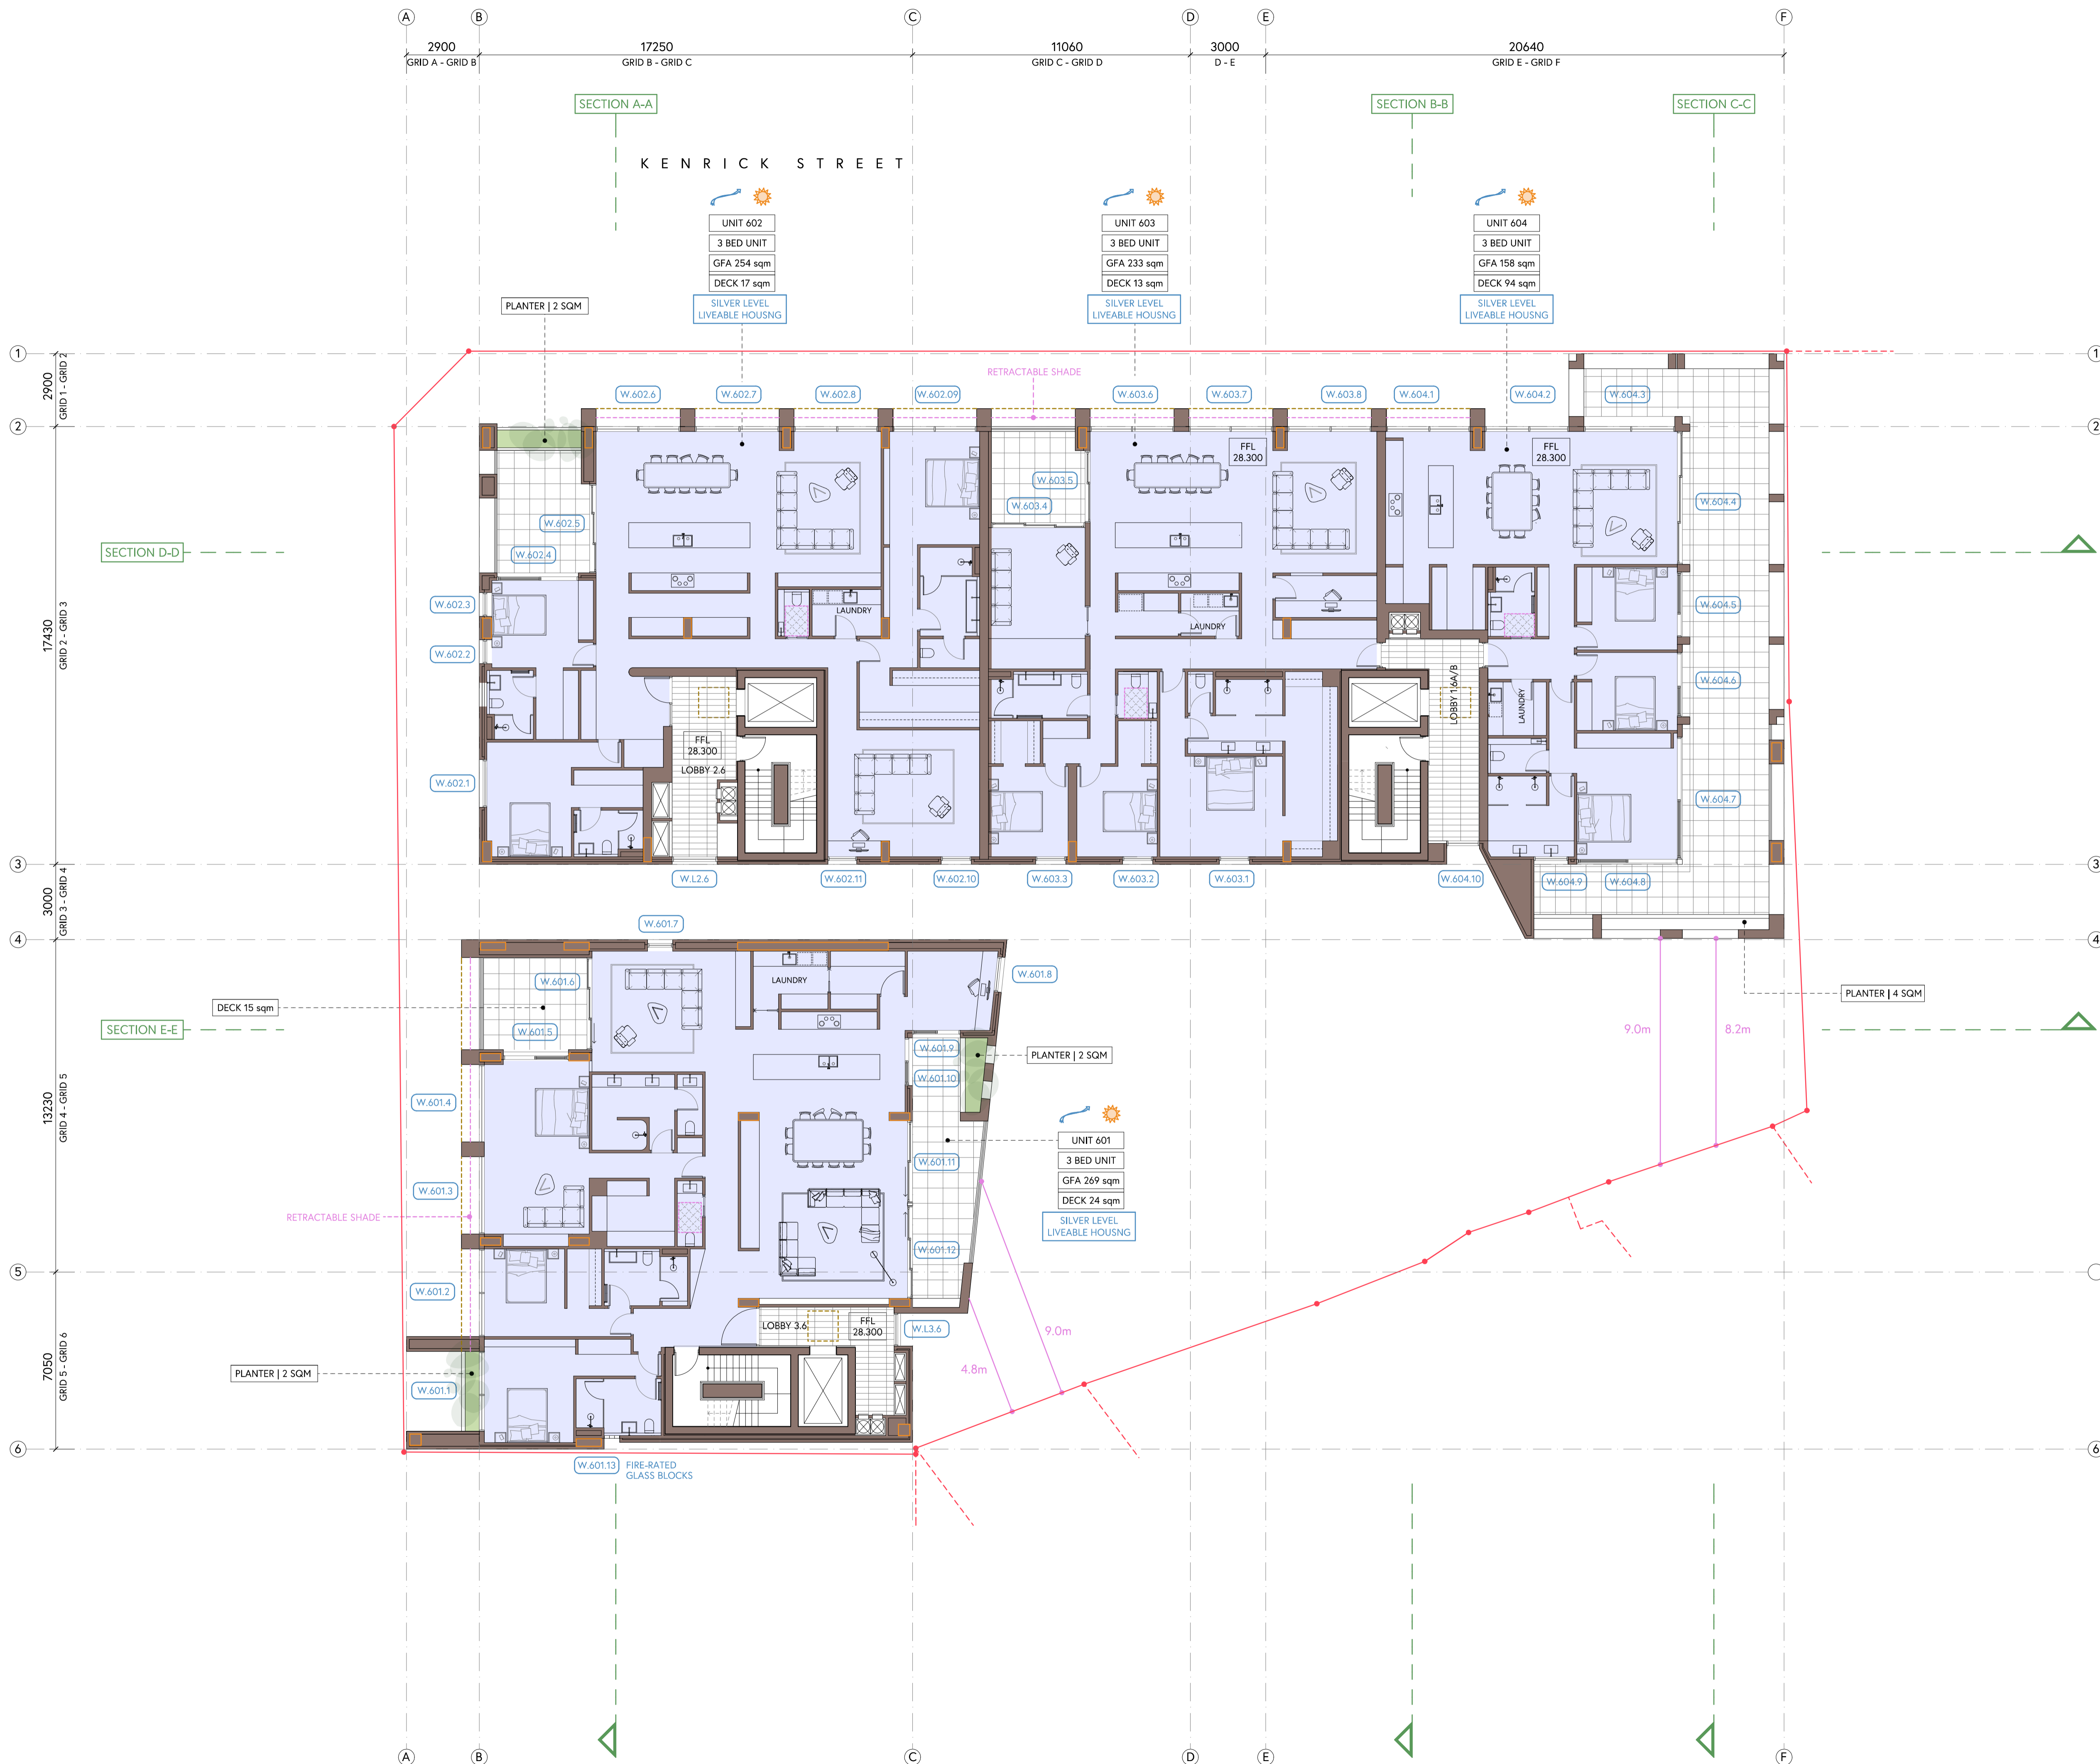 A
B
C
D
E
F
2900
17250
11060
3000
20640
GRID A - GRID B
GRID B - GRID C
GRID C - GRID D
D - E
GRID E - GRID F
SECTION A-A
SECTION B-B
SECTION C-C
KENRICK STREET
UNIT 602
3 BED UNIT
GFA 254 sqm
DECK 17 sqm
SILVER LEVEL
LIVEABLE HOUSNG
UNIT 603
3 BED UNIT
GFA 233 sqm
DECK 13 sqm
SILVER LEVEL
LIVEABLE HOUSNG
UNIT 604
3 BED UNIT
GFA 158 sqm
DECK 94 sqm
SILVER LEVEL
LIVEABLE HOUSNG
PLANTER | 2 SQM
1
1
2900
GRID 1 - GRID 2
RETRACTABLE SHADE
W.602.6
W.602.7
W.602.8
W.602.09
W.603.6
W.603.7
W.603.8
W.604.1
W.604.2
W.604.3
2
2
FFL
28.300
FFL
28.300
W.603.5
W.603.4
W.604.4
W.602.5
W.602.4
SECTION D-D
W.602.3
LAUNDRY
LAUNDRY
W.604.5
17430
GRID 2 - GRID 3
W.602.2
W.604.6
LOBBY 1.6A/B
LAUNDRY
FFL
28.300
LOBBY 2.6
W.602.1
W.604.7
3
3
W.L2.6
W.602.11
W.602.10
W.603.3
W.603.2
W.603.1
W.604.10
W.604.9
W.604.8
3000
GRID 3 - GRID 4
W.601.7
4
4
W.601.6
LAUNDRY
W.601.8
DECK 15 sqm
PLANTER | 4 SQM
SECTION E-E
W.601.5
9.0m
8.2m
W.601.9
PLANTER | 2 SQM
W.601.10
W.601.4
13230
GRID 4 - GRID 5
UNIT 601
3 BED UNIT
GFA 269 sqm
DECK 24 sqm
SILVER LEVEL
LIVEABLE HOUSNG
W.601.11
W.601.3
RETRACTABLE SHADE
W.601.12
5
W.601.2
LOBBY 3.6
FFL
28.300
W.L3.6
9.0m
4.8m
7050
GRID 5 - GRID 6
PLANTER | 2 SQM
W.601.1
6
6
W.601.13
FIRE-RATED
GLASS BLOCKS
A
B
C
D
E
F